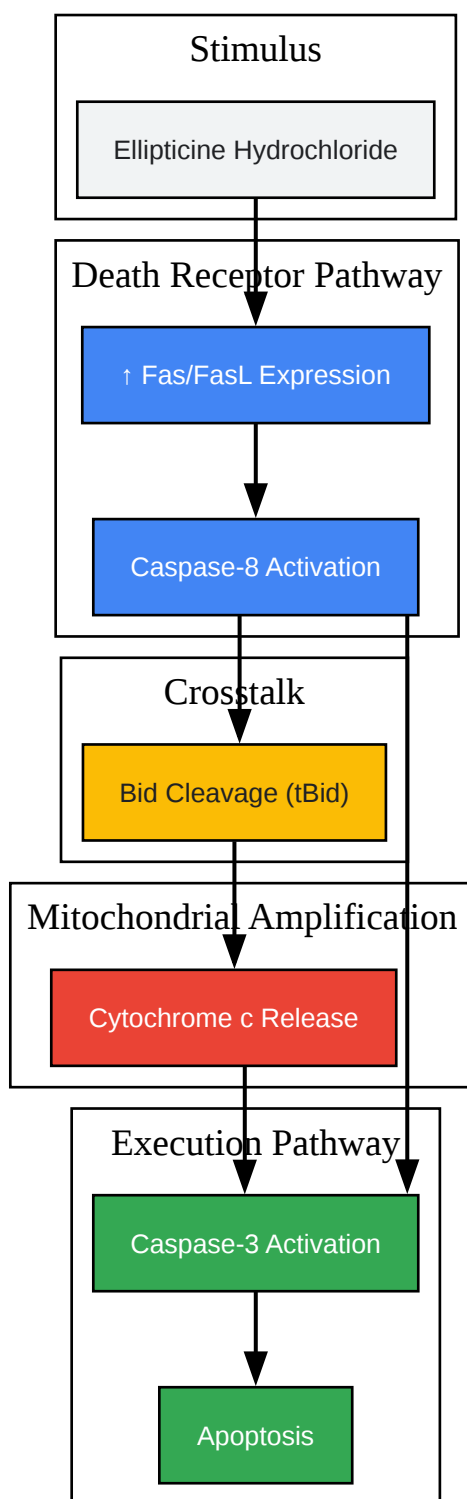 Stimulus
Ellipticine Hydrochloride
Death Receptor Pathway
↑ Fas/FasL Expression
Caspase-8 Activation
Crosstalk
Bid Cleavage (tBid)
Mitochondrial Amplification
Cytochrome c Release
Execution Pathway
Caspase-3 Activation
Apoptosis